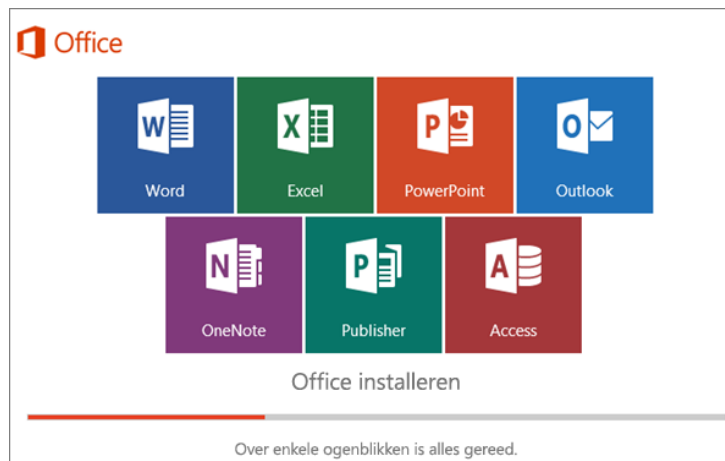 Office
Word Excel PowerPoint Outlook
OneNote Publisher Access
Office installeren
Over enkele ogenblikken is alles gereed.